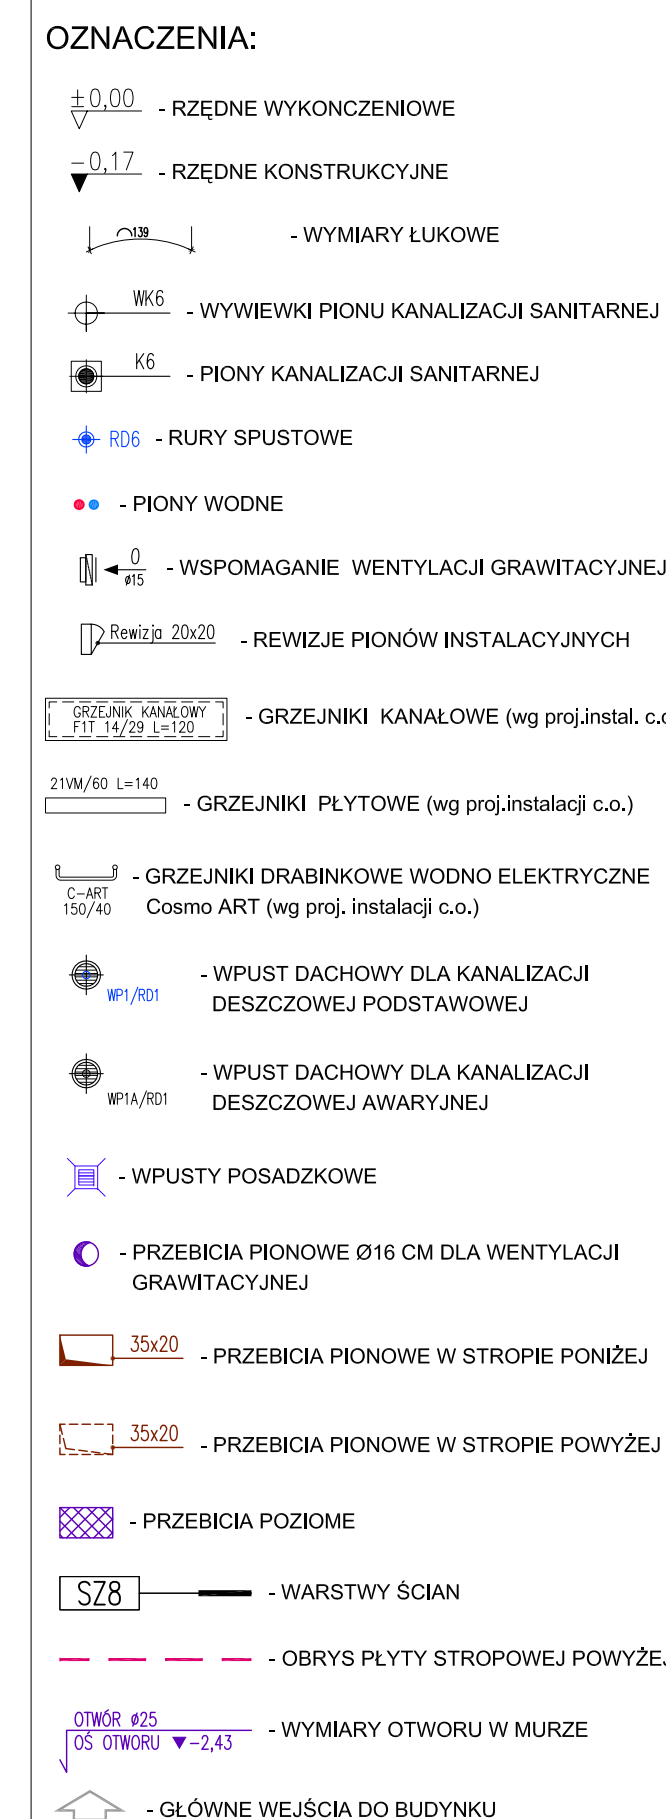 OZNACZENIA:
±0,00 - RZĘDNE WYKONCZENIOWE
-0,17 - RZĘDNE KONSTRUKCYJNE
139 - WYMIARY ŁUKOWE
WK6 - WYWIEWKI PIONU KANALIZACJI SANITARNEJ
K6 - PIONY KANALIZACJI SANITARNEJ
RD6 - RURY SPUSTOWE
- PIONY WODNE
0 - WSPOMAGANIE WENTYLACJI GRAWITACYJNEJ
ø15
Rewizja 20x20 - REWIZJE PIONÓW INSTALACYJNYCH
GRZEJNIK KANAŁOWY - GRZEJNIKI KANAŁOWE (wg proj.instal. c.o
F1T 14/29 L=120
21VM/60 L=140
- GRZEJNIKI PŁYTOWE (wg proj.instalacji c.o.)
- GRZEJNIKI DRABINKOWE WODNO ELEKTRYCZNE
C-ART
150/40 Cosmo ART (wg proj. instalacji c.o.)
- WPUST DACHOWY DLA KANALIZACJI
WP1/RD1 DESZCZOWEJ PODSTAWOWEJ
- WPUST DACHOWY DLA KANALIZACJI
WP1A/RD1 DESZCZOWEJ AWARYJNEJ
- WPUSTY POSADZKOWE
- PRZEBICIA PIONOWE Ø16 CM DLA WENTYLACJI
GRAWITACYJNEJ
35x20 - PRZEBICIA PIONOWE W STROPIE PONIŻEJ
35x20 - PRZEBICIA PIONOWE W STROPIE POWYŻEJ
- PRZEBICIA POZIOME
SZ8 - WARSTWY ŚCIAN
- OBRYS PŁYTY STROPOWEJ POWYŻEJ
OTWÓR ø25 - WYMIARY OTWORU W MURZE
OŚ OTWORU ▼-2,43
- GŁÓWNE WEJŚCIA DO BUDYNKU